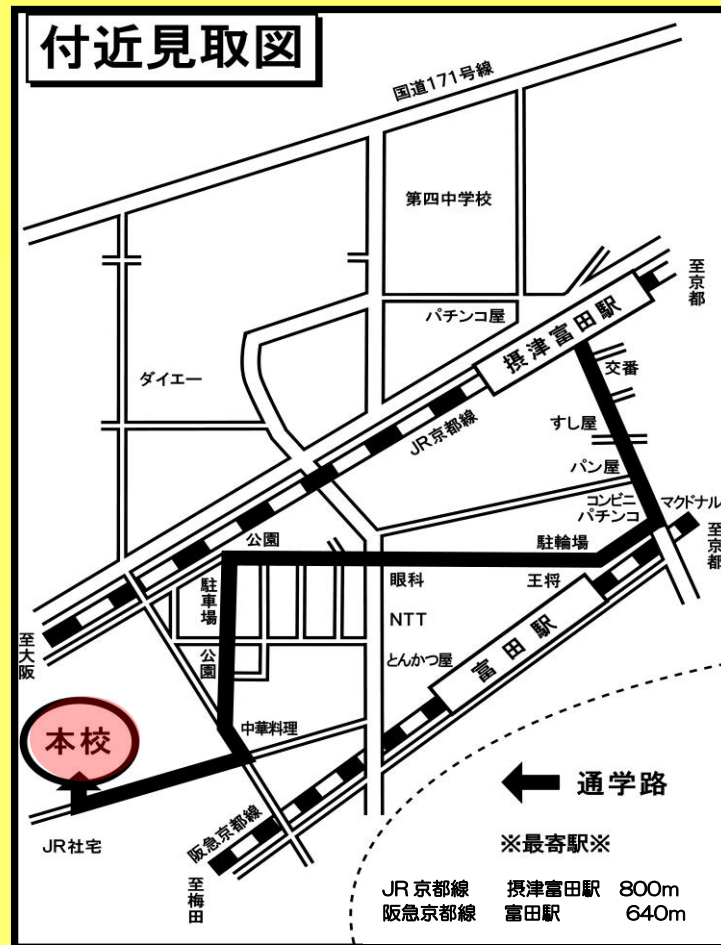 付近見取図
国道171号線
第四中学校
至京都
パチンコ屋
摂津富田駅
ダイエー
交番
JR京都線
すし屋
パン屋
コンビニ
パチンコ
マクドナル
至京都
公園
駐輪場
駐車場
眼科
王将
NTT
至大阪
公園
とんかつ屋
富田駅
本校
中華料理
通学路
JR社宅
阪急京都線
至梅田
※最寄駅※
JR京都線 摂津富田駅 800m
阪急京都線 富田駅 640m